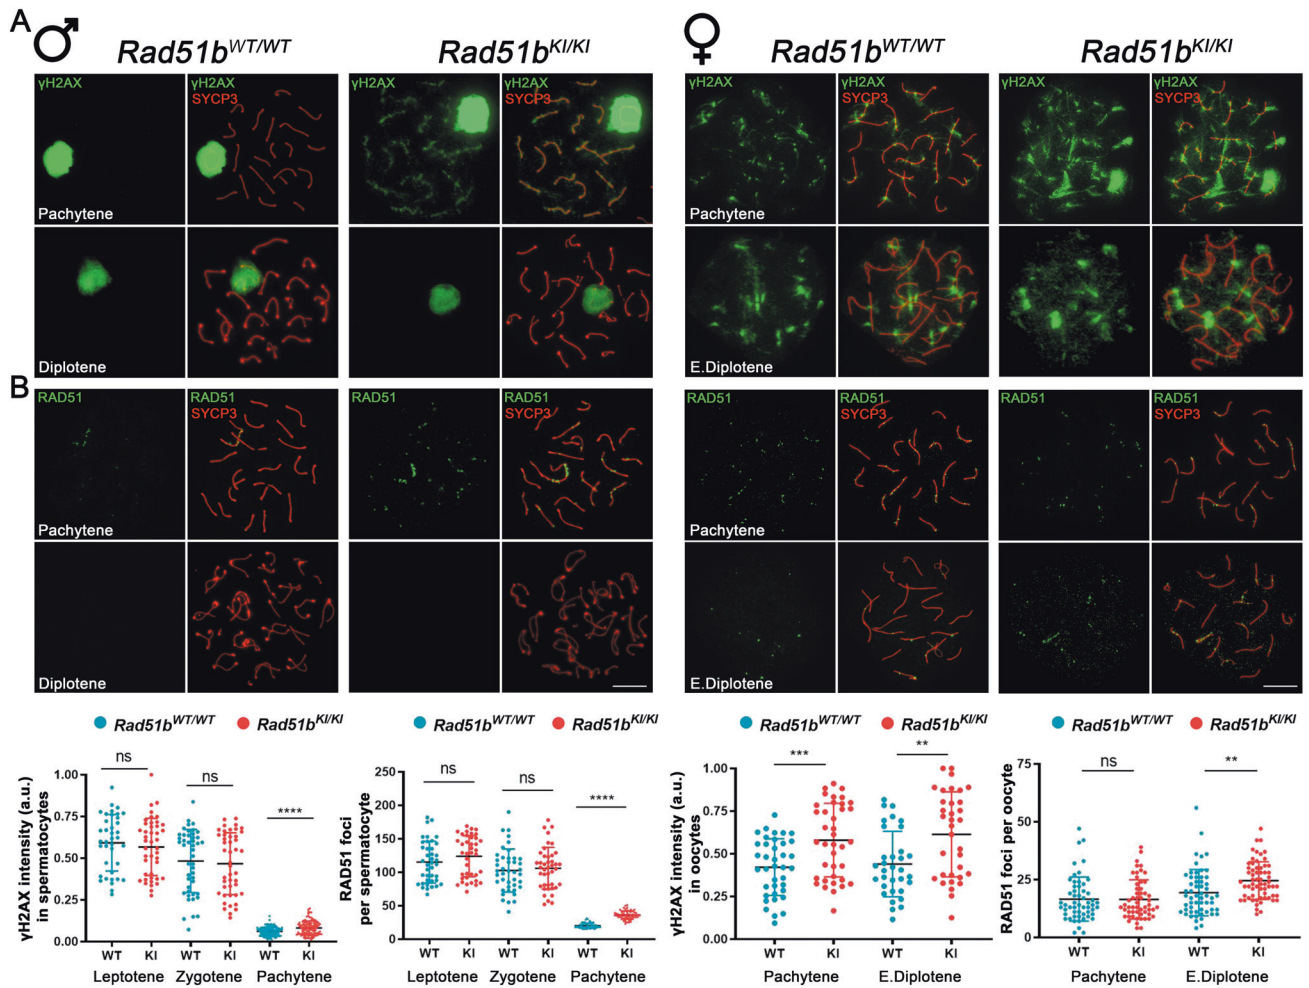 A
♂ Rad51bWT/WT Rad51bKI/KI ♀ Rad51bWT/WT Rad51bKI/KI
γH2AX γH2AX γH2AX γH2AX γH2AX γH2AX γH2AX γH2AX
SYCP3 SYCP3 SYCP3 SYCP3
Pachytene Pachytene
Diplotene E.Diplotene
B
RAD51 RAD51 RAD51 RAD51 RAD51 RAD51 RAD51 RAD51
SYCP3 SYCP3 SYCP3 SYCP3
Pachytene Pachytene
Diplotene E.Diplotene
Rad51bWT/WT Rad51bKI/KI
γH2AX intensity (a.u.)
in spermatocytes
1.00
0.75
0.50
0.25
0.00
ns ns ****
WT KI WT KI WT KI
Leptotene Zygotene Pachytene
Rad51bWT/WT Rad51bKI/KI
RAD51 foci
per spermatocyte
250
200
150
100
50
0
ns ns ****
WT KI WT KI WT KI
Leptotene Zygotene Pachytene
Rad51bWT/WT Rad51bKI/KI
γH2AX intensity (a.u.)
in oocytes
1.00
0.75
0.50
0.25
0.00
*** **
WT KI WT KI
Pachytene E.Diplotene
Rad51bWT/WT Rad51bKI/KI
RAD51 foci per oocyte
75
50
25
0
ns **
WT KI WT KI
Pachytene E.Diplotene